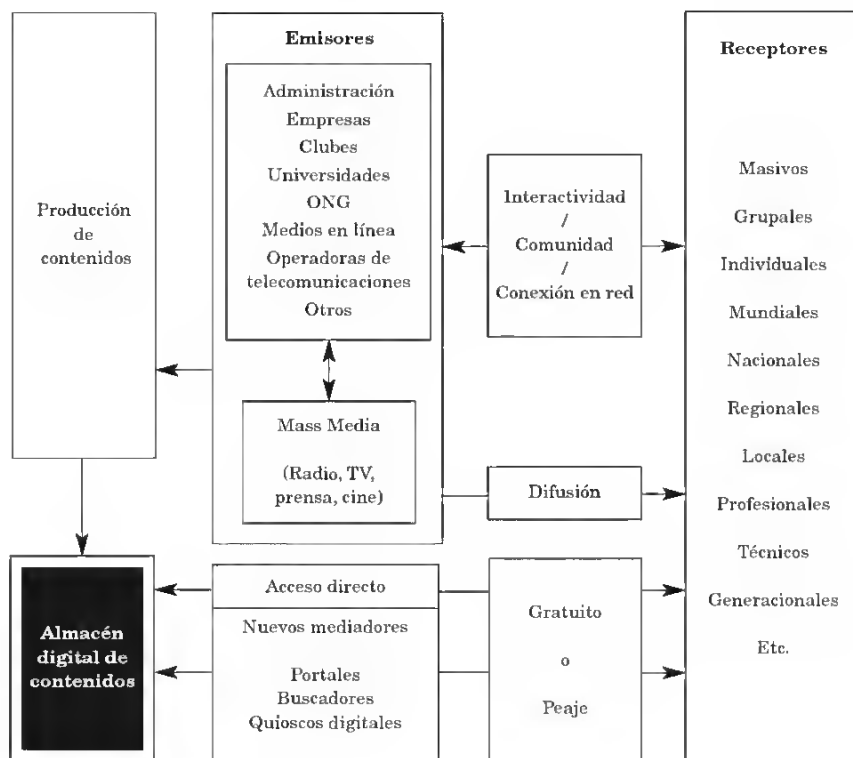 Producción
de
contenidos
Emisores
Administración
Empresas
Clubes
Universidades
ONG
Medios en línea
Operadoras de
telecomunicaciones
Otros
Mass Media
(Radio, TV,
prensa, cine)
Interactividad
/
Comunidad
/
Conexión en red
Difusión
Receptores
Masivos
Grupales
Individuales
Mundiales
Nacionales
Regionales
Locales
Profesionales
Técnicos
Generacionales
Etc.
Almacén
digital de
contenidos
Acceso directo
Nuevos mediadores
Portales
Buscadores
Quioscos digitales
Gratuito
o
Peaje